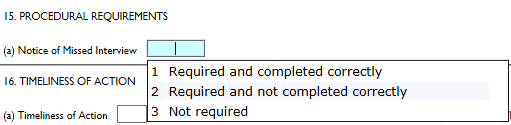 15. PROCEDURAL REQUIREMENTS
(a) Notice of Missed Interview
1 Required and completed correctly
16. TIMELINESS OF ACTION
2 Required and not completed correctly
(a) Timeliness of Action
3 Not required